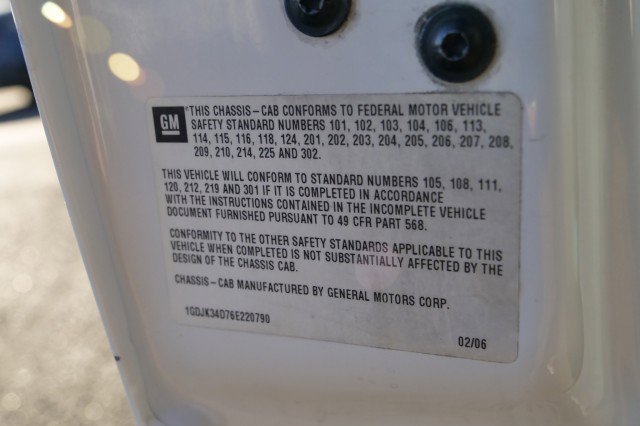 GM
*THIS CHASSIS-CAB CONFORMS TO FEDERAL MOTOR VEHICLE
SAFETY STANDARD NUMBERS 101, 102, 103, 104, 106, 113,
114, 115, 116, 118, 124, 201, 202, 203, 204, 205, 206, 207, 208,
209, 210, 214, 225 AND 302.
THIS VEHICLE WILL CONFORM TO STANDARD NUMBERS 105, 108, 111,
120, 212, 219 AND 301 IF IT IS COMPLETED IN ACCORDANCE
WITH THE INSTRUCTIONS CONTAINED IN THE INCOMPLETE VEHICLE
DOCUMENT FURNISHED PURSUANT TO 49 CFR PART 568.
CONFORMITY TO THE OTHER SAFETY STANDARDS APPLICABLE TO THIS
VEHICLE WHEN COMPLETED IS NOT SUBSTANTIALLY AFFECTED BY THE
DESIGN OF THE CHASSIS CAB.
CHASSIS-CAB MANUFACTURED BY GENERAL MOTORS CORP.
1GDJK34D76E220790
02/06